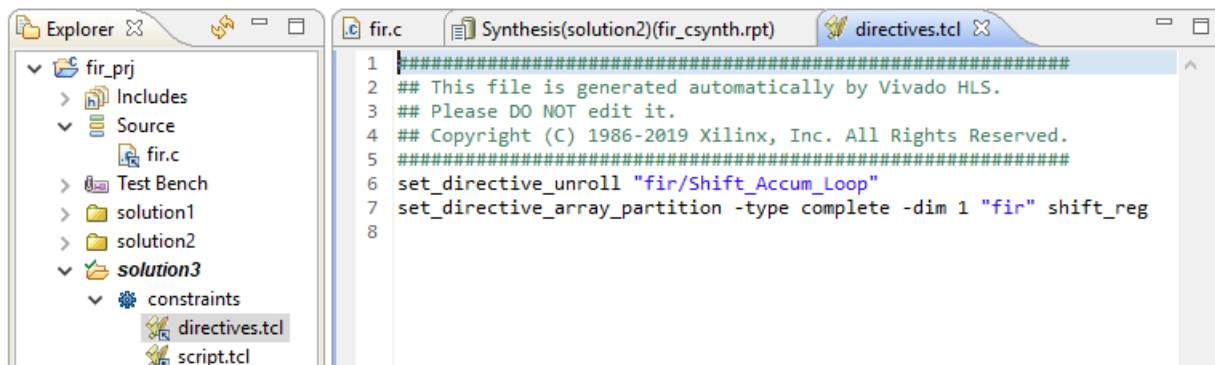 Explorer
fir_prj
Includes
Source
fir.c
Test Bench
solution1
solution2
solution3
constraints
directives.tcl
script.tcl
fir.c Synthesis(solution2)(fir_csynth.rpt) directives.tcl
1 ############################################################
2 ## This file is generated automatically by Vivado HLS.
3 ## Please DO NOT edit it.
4 ## Copyright (C) 1986-2019 Xilinx, Inc. All Rights Reserved.
5 ############################################################
6 set_directive_unroll "fir/Shift_Accum_Loop"
7 set_directive_array_partition -type complete -dim 1 "fir" shift_reg
8